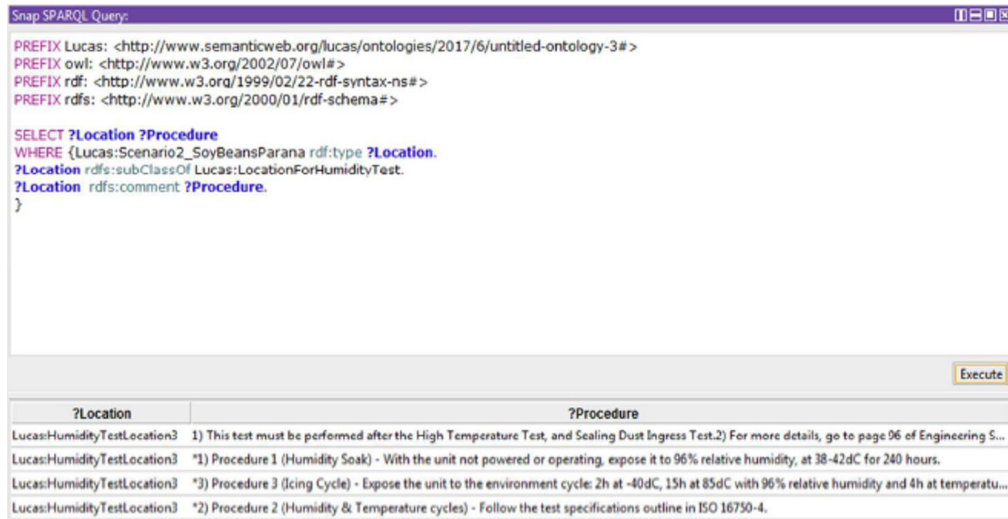 Snap SPARQL Query:
PREFIX Lucas: <http://www.semanticweb.org/lucas/ontologies/2017/6/untitled-ontology-3#>
PREFIX owl: <http://www.w3.org/2002/07/owl#>
PREFIX rdf: <http://www.w3.org/1999/02/22-rdf-syntax-ns#>
PREFIX rdfs: <http://www.w3.org/2000/01/rdf-schema#>
SELECT ?Location ?Procedure
WHERE {Lucas:Scenario2_SoyBeansParana rdf:type ?Location.
?Location rdfs:subClassOf Lucas:LocationForHumidityTest.
?Location rdfs:comment ?Procedure.
}
Execute
?Location ?Procedure
Lucas:HumidityTestLocation3 1) This test must be performed after the High Temperature Test, and Sealing Dust Ingress Test.2) For more details, go to page 96 of Engineering S...
Lucas:HumidityTestLocation3 "1) Procedure 1 (Humidity Soak) - With the unit not powered or operating, expose it to 96% relative humidity, at 38-42dC for 240 hours.
Lucas:HumidityTestLocation3 "3) Procedure 3 (Icing Cycle) - Expose the unit to the environment cycle: 2h at -40dC, 15h at 85dC with 96% relative humidity and 4h at temperatu...
Lucas:HumidityTestLocation3 "2) Procedure 2 (Humidity & Temperature cycles) - Follow the test specifications outline in ISO 16750-4.